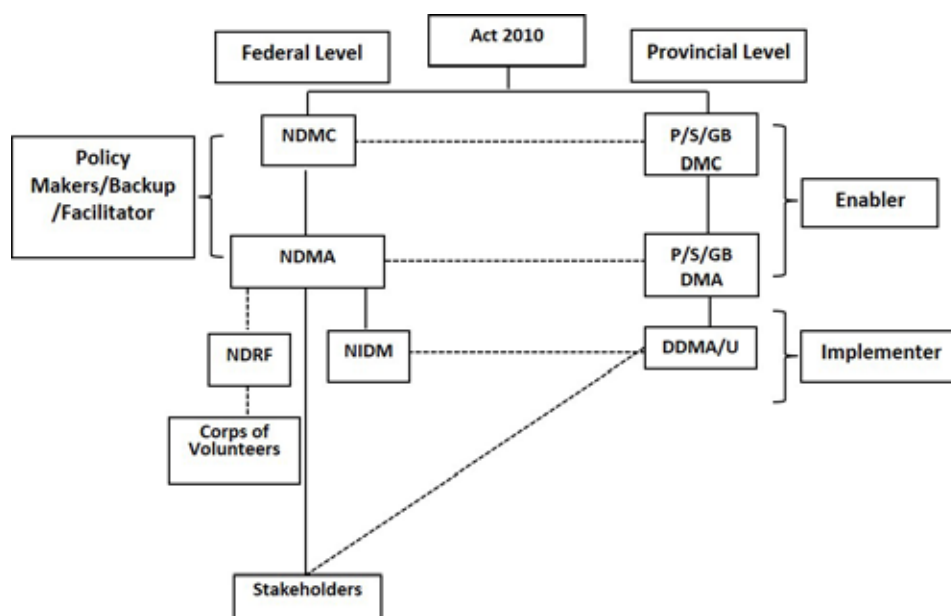 Act 2010
Federal Level
Provincial Level
NDMC
P/S/GB
DMC
Policy
Makers/Backup
/Facilitator
Enabler
NDMA
P/S/GB
DMA
NDRF
NIDM
DDMA/U
Implementer
Corps of
Volunteers
Stakeholders